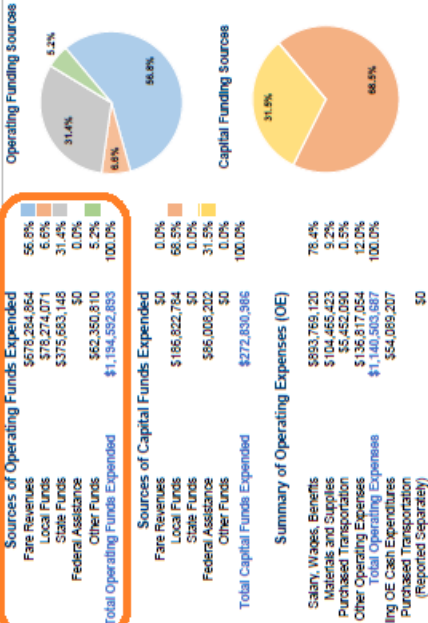 Sources of Operating Funds Expended
Fare Revenues $678,284,864 56.8%
Local Funds $78,274,071 6.6%
State Funds $375,683,148 31.4%
Federal Assistance $0 0.0%
Other Funds $62,350,810 5.2%
Total Operating Funds Expended $1,194,592,893 100.0%
Sources of Capital Funds Expended
Fare Revenues $0 0.0%
Local Funds $186,822,784 68.5%
State Funds $0 0.0%
Federal Assistance $86,008,202 31.5%
Other Funds $0 0.0%
Total Capital Funds Expended $272,830,986 100.0%
Summary of Operating Expenses (OE)
Salary, Wages, Benefits $893,769,120 78.4%
Materials and Supplies $104,465,423 9.2%
Purchased Transportation $5,452,090 0.5%
Other Operating Expenses $136,817,054 12.0%
Total Operating Expenses $1,140,503,687 100.0%
ing OE Cash Expenditures $54,089,207
Purchased Transportation
(Reported Separately) $0
Operating Funding Sources
5.2%
31.4%
56.8%
6.6%
Capital Funding Sources
31.5%
68.5%